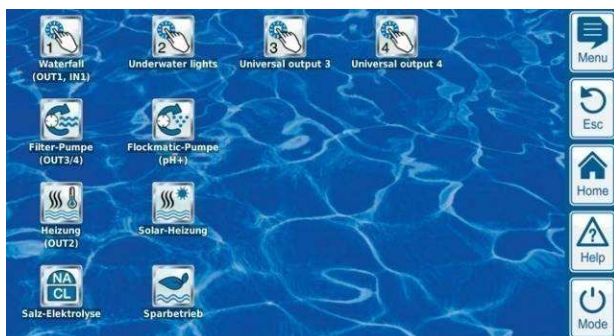 1
Waterfall
(OUT1, IN1)
2
Underwater lights
3
Universal output 3
4
Universal output 4
Filter-Pumpe
(OUT3/4)
Flockmatic-Pumpe
(pH+)
Heizung
(OUT2)
Solar-Heizung
NA
CL
Salz-Elektrolyse
Sparbetrieb
Menu
Esc
Home
?
Help
Mode